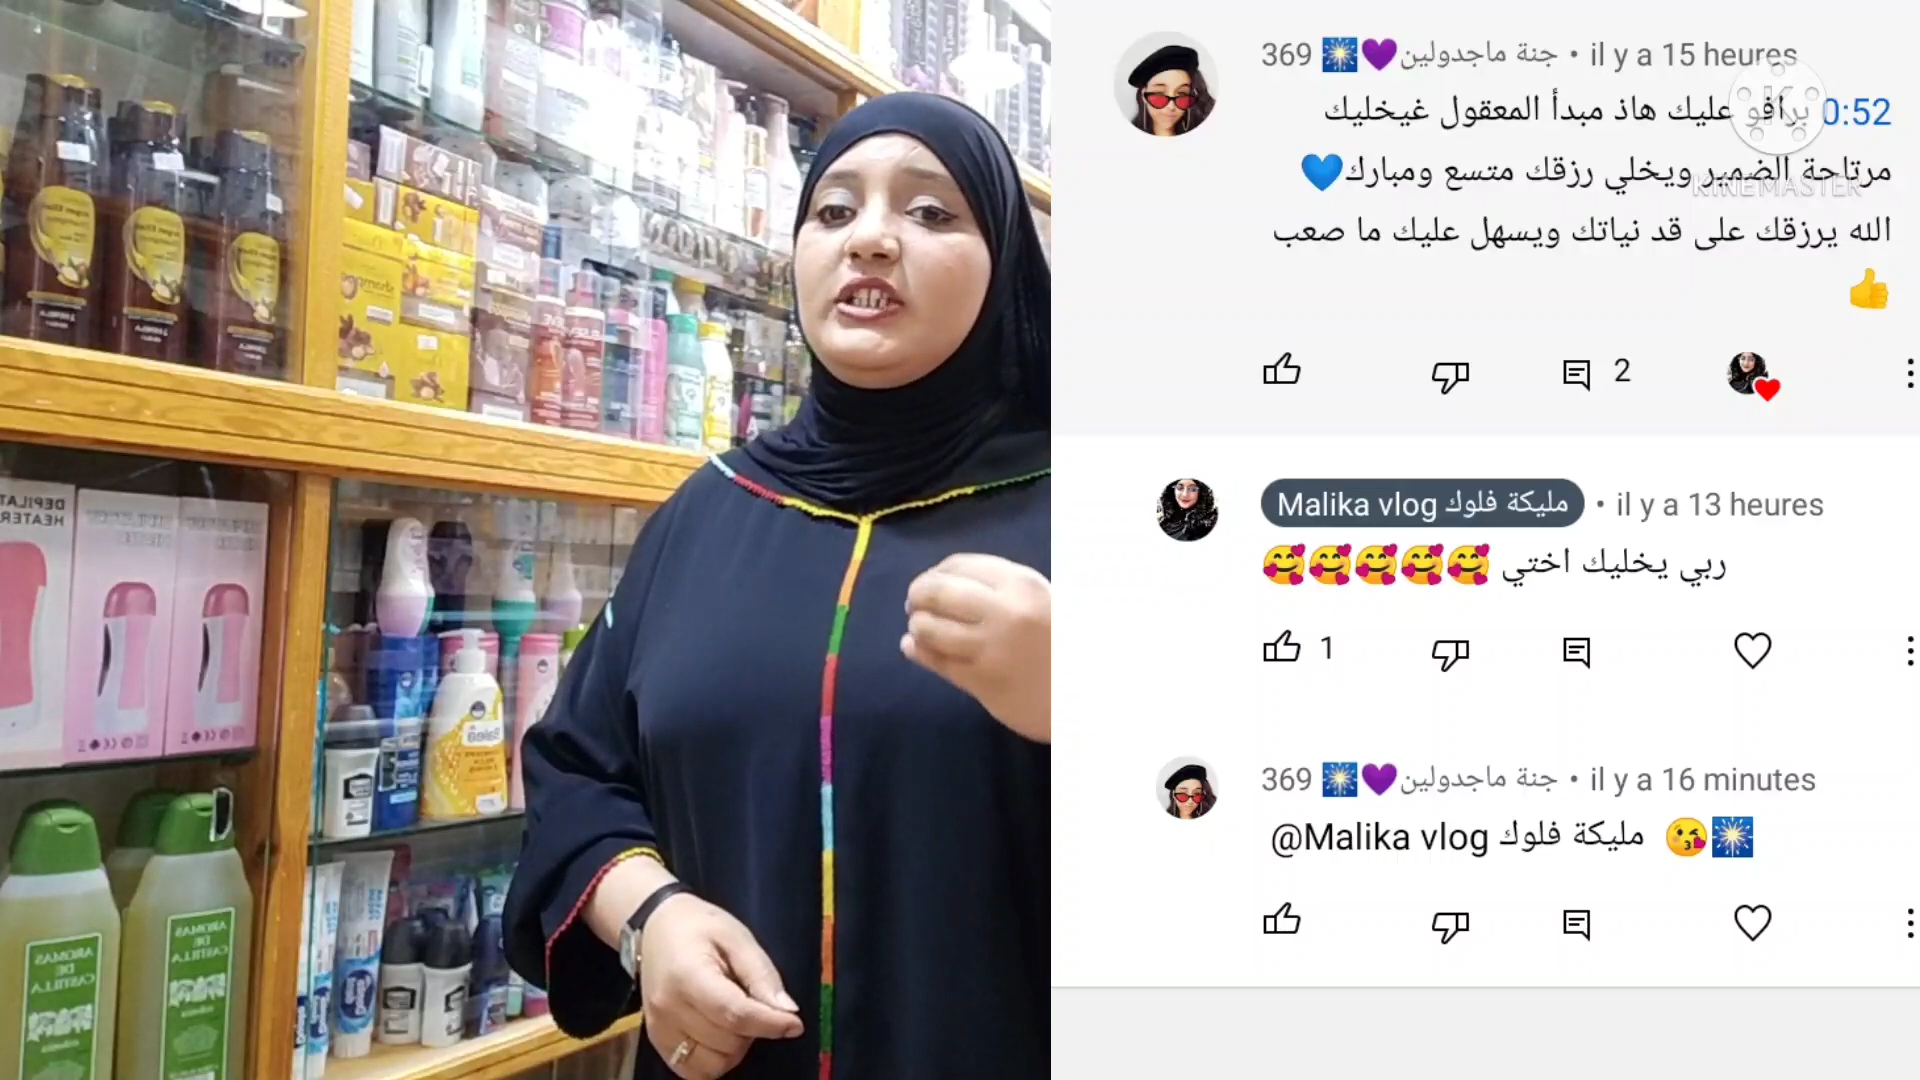 369 🎆💜جنة ماجدولين • il y a 15 heures
0:52 برافو عليك هاذ مبدأ المعقول غيخليك
مرتاحة الضمير ويخلي رزقك متسع ومبارك💙
الله يرزقك على قد نياتك ويسهل عليك ما صعب
👍
2
KINEMASTER
Malika vlog مليكة فلوك • il y a 13 heures
ربي يخليك اختي 🥰🥰🥰🥰🥰
1
369 🎆💜جنة ماجدولين • il y a 16 minutes
@Malika vlog مليكة فلوك 😘🎆
DEPILAT
HEATER
Balea
AROMAS
DE
CASTILLA
AROMAS
DE
CASTILLA